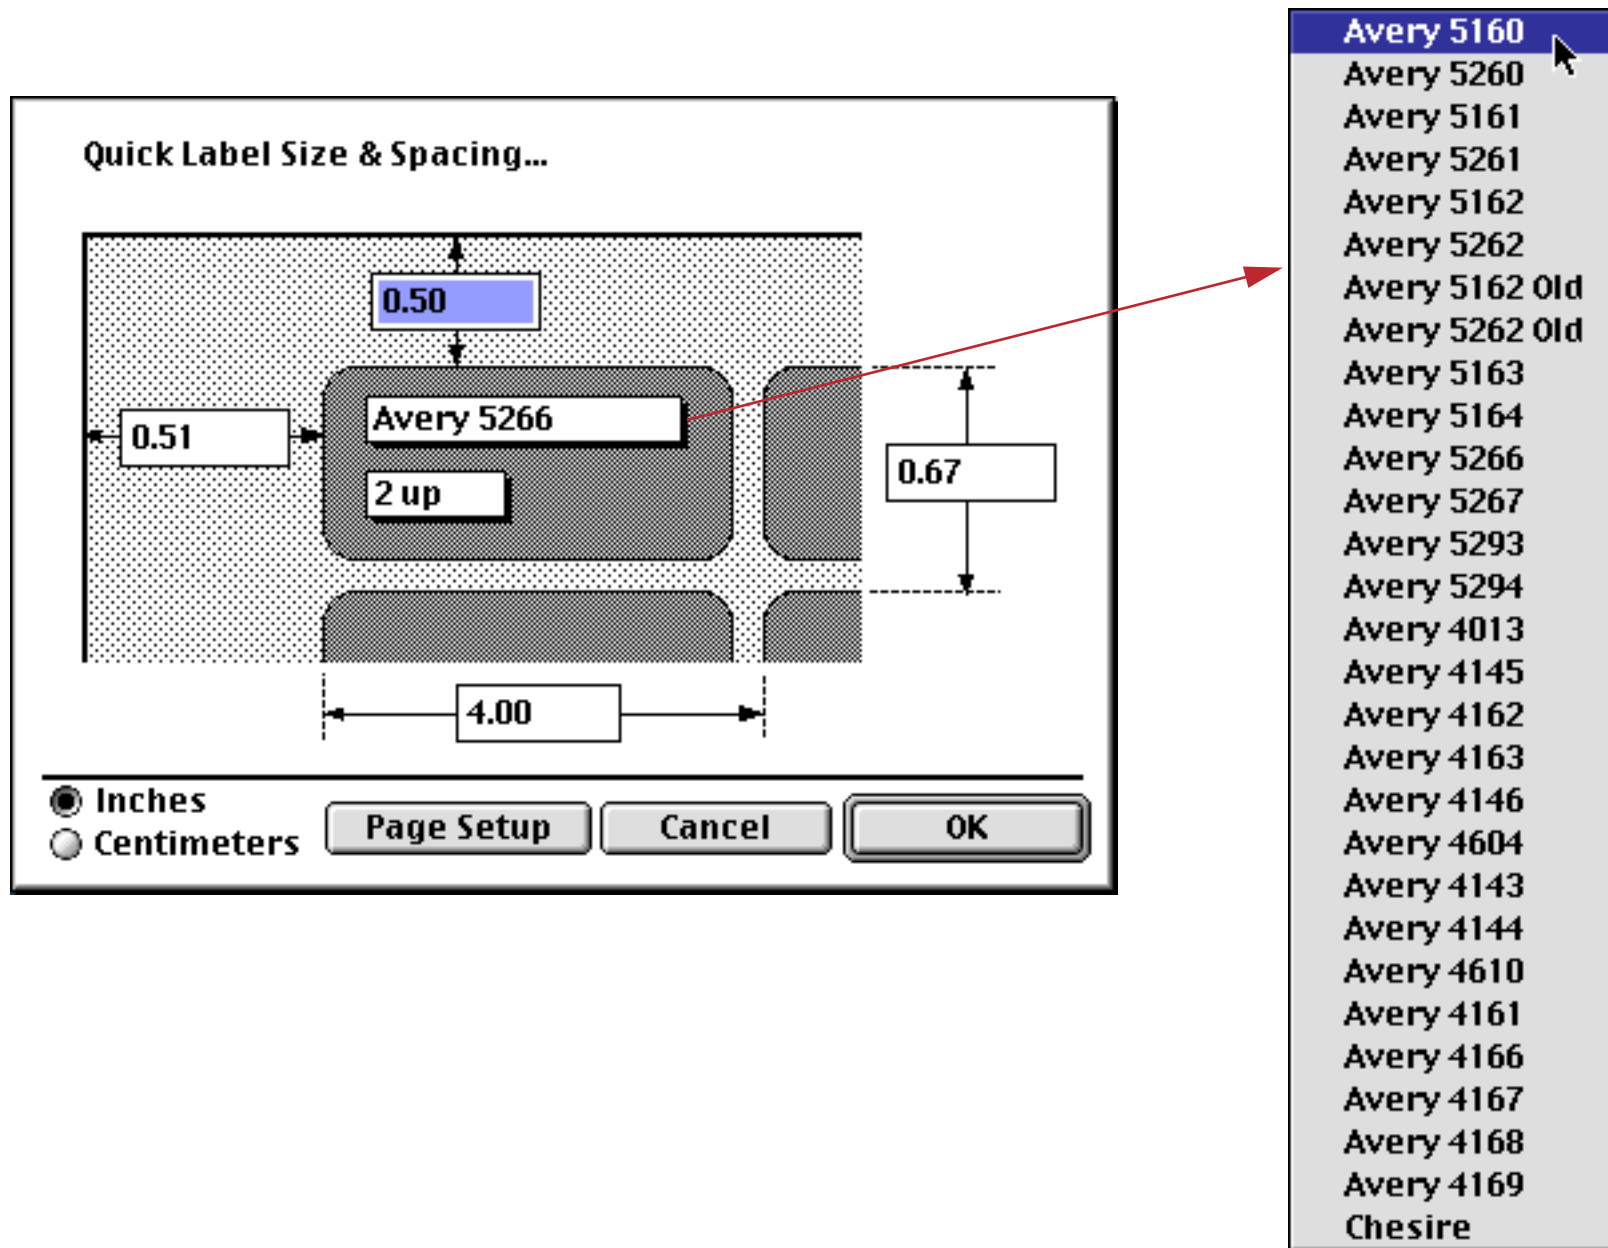 Quick Label Size & Spacing...
0.50
Avery 5266
0.51
0.67
2 up
4.00
Inches
Centimeters
Page Setup
Cancel
OK
Avery 5160
Avery 5260
Avery 5161
Avery 5261
Avery 5162
Avery 5262
Avery 5162 Old
Avery 5262 Old
Avery 5163
Avery 5164
Avery 5266
Avery 5267
Avery 5293
Avery 5294
Avery 4013
Avery 4145
Avery 4162
Avery 4163
Avery 4146
Avery 4604
Avery 4143
Avery 4144
Avery 4610
Avery 4161
Avery 4166
Avery 4167
Avery 4168
Avery 4169
Chesire